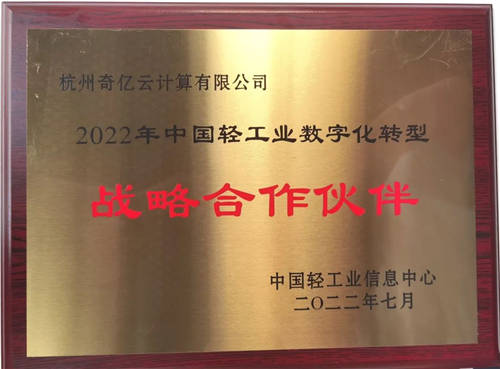 杭州奇亿云计算有限公司
2022年中国轻工业数字化转型
战略合作伙伴
中国轻工业信息中心
二〇二二年七月